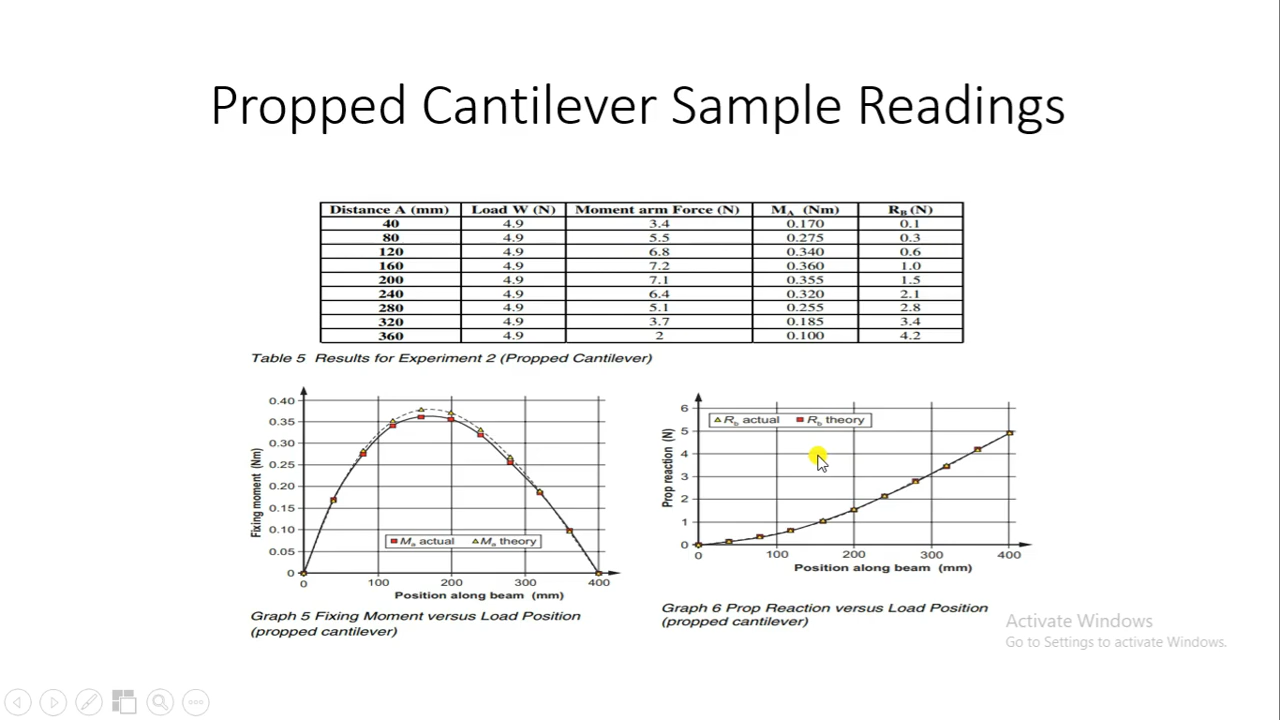 Propped Cantilever Sample Readings
Distance A (mm) Load W (N) Moment arm Force (N) MA (Nm) RB (N)
40 4.9 3.4 0.170 0.1
80 4.9 5.5 0.275 0.3
120 4.9 6.8 0.340 0.6
160 4.9 7.2 0.360 1.0
200 4.9 7.1 0.355 1.5
240 4.9 6.4 0.320 2.1
280 4.9 5.1 0.255 2.8
320 4.9 3.7 0.185 3.4
360 4.9 2 0.100 4.2
Table 5 Results for Experiment 2 (Propped Cantilever)
Fixing moment (Nm)
0.40
0.35
0.30
0.25
0.20
0.15
0.10
0.05
0
Ma actual Ma theory
0 100 200 300 400
Position along beam (mm)
Graph 5 Fixing Moment versus Load Position
(propped cantilever)
Prop reaction (N)
6
5
4
3
2
1
0
Rb actual Rb theory
0 100 200 300 400
Position along beam (mm)
Graph 6 Prop Reaction versus Load Position
(propped cantilever)
Activate Windows
Go to Settings to activate Windows.